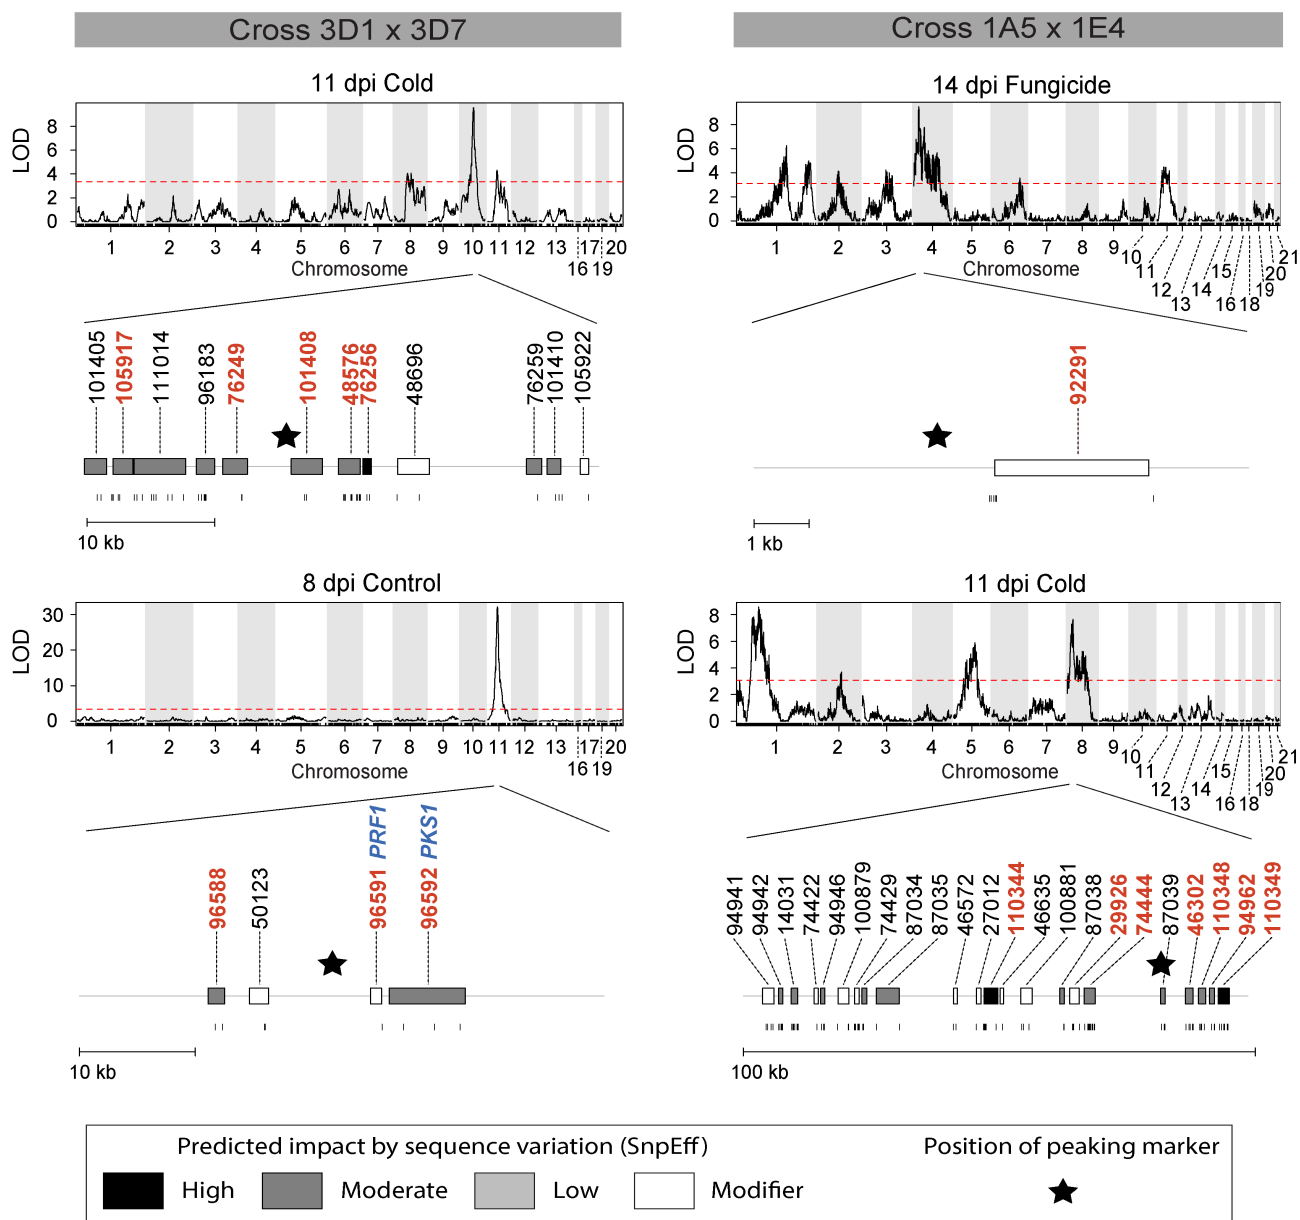 Cross 3D1 x 3D7
11 dpi Cold
LOD
8
6
4
2
0
1 2 3 4 5 6 7 8 9 10 11 12 13 17 20
16 19
Chromosome
101405 105917 111014 96183 76249 101408 48576 76256 48696 76259 101410 105922
10 kb
8 dpi Control
LOD
30
20
10
0
1 2 3 4 5 6 7 8 9 10 11 12 13 17 20
16 19
Chromosome
96588 50123 96591 PRF1 96592 PKS1
10 kb
Cross 1A5 x 1E4
14 dpi Fungicide
LOD
8
6
4
2
0
1 2 3 4 5 6 7 8 9 10 11 12 13 14 15 16 18 19 20 21
Chromosome
92291
1 kb
11 dpi Cold
LOD
8
6
4
2
0
1 2 3 4 5 6 7 8 9 10 11 12 13 14 15 16 18 19 20 21
Chromosome
94941 94942 14031 74422 94946 100879 74429 87034 87035 46572 27012 110344 46635 100881 87038 29926 74444 87039 46302 110348 94962 110349
100 kb
Predicted impact by sequence variation (SnpEff)
High Moderate Low Modifier
Position of peaking marker